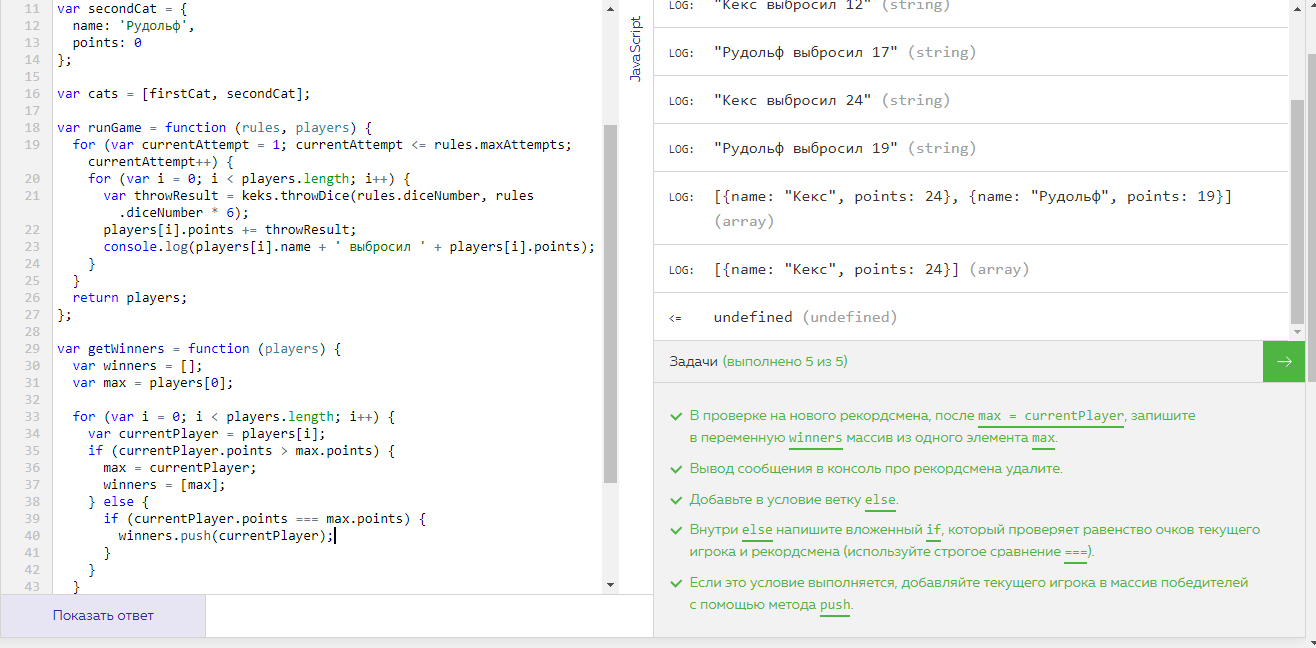 11 var secondCat = {
12 name: 'Рудольф',
13 points: 0
14 };
15
16 var cats = [firstCat, secondCat];
17
18 var runGame = function (rules, players) {
19 for (var currentAttempt = 1; currentAttempt <= rules.maxAttempts;
currentAttempt++) {
20 for (var i = 0; i < players.length; i++) {
21 var throwResult = keks.throwDice(rules.diceNumber, rules
.diceNumber * 6);
22 players[i].points += throwResult;
23 console.log(players[i].name + ' выбросил ' + players[i].points);
24 }
25 }
26 return players;
27 };
28
29 var getWinners = function (players) {
30 var winners = [];
31 var max = players[0];
32
33 for (var i = 0; i < players.length; i++) {
34 var currentPlayer = players[i];
35 if (currentPlayer.points > max.points) {
36 max = currentPlayer;
37 winners = [max];
38 } else {
39 if (currentPlayer.points === max.points) {
40 winners.push(currentPlayer);
41 }
42 }
43 }
Показать ответ
JavaScript
LOG: "Кекс выбросил 12" (string)
LOG: "Рудольф выбросил 17" (string)
LOG: "Кекс выбросил 24" (string)
LOG: "Рудольф выбросил 19" (string)
LOG: [{name: "Кекс", points: 24}, {name: "Рудольф", points: 19}]
(array)
LOG: [{name: "Кекс", points: 24}] (array)
<= undefined (undefined)
Задачи (выполнено 5 из 5)
В проверке на нового рекордсмена, после max = currentPlayer, запишите
в переменную winners массив из одного элемента max.
Вывод сообщения в консоль про рекордсмена удалите.
Добавьте в условие ветку else.
Внутри else напишите вложенный if, который проверяет равенство очков текущего
игрока и рекордсмена (используйте строгое сравнение ===).
Если это условие выполняется, добавляйте текущего игрока в массив победителей
с помощью метода push.